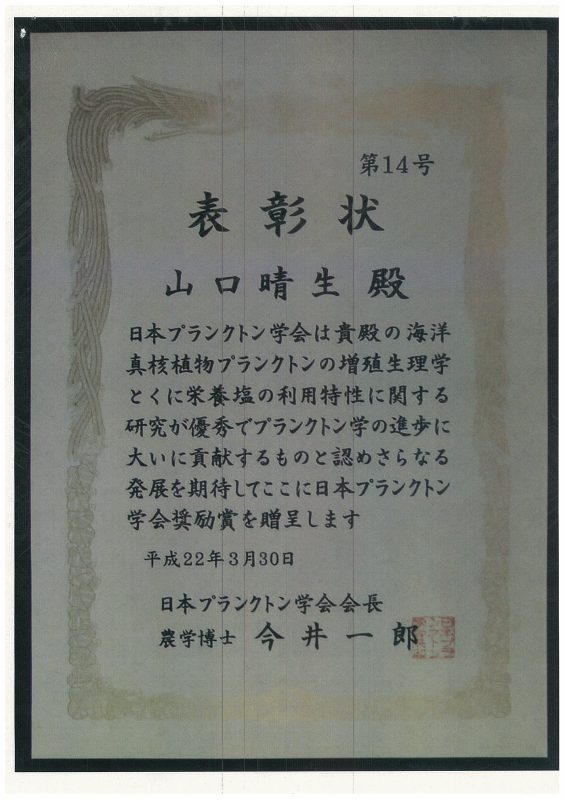 第14号
表彰状
山口晴生殿
日本プランクトン学会は貴殿の海洋
真核植物プランクトンの増殖生理学
とくに栄養塩の利用特性に関する
研究が優秀でプランクトン学の進歩に
大いに貢献するものと認めさらなる
発展を期待してここに日本プランクトン
学会奨励賞を贈呈します
平成22年3月30日
日本プランクトン学会会長
農学博士 今井一郎